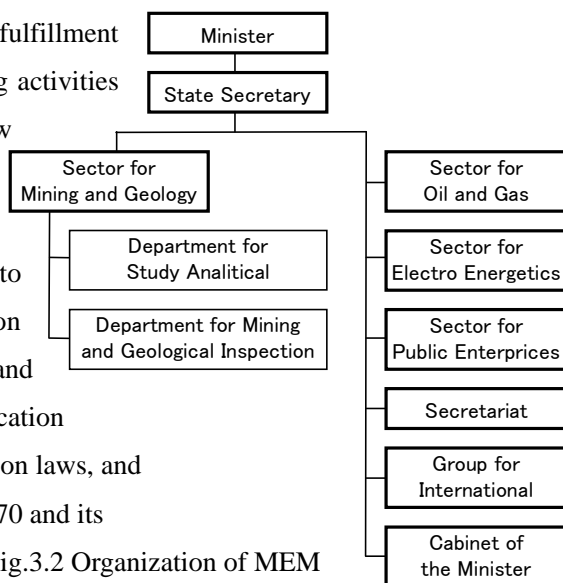 fulfillment
g activities
w
to
on
and
cation
on laws, and
70 and its
ig.3.2 Organization of MEM
Minister
State Secretary
Sector for
Mining and Geology
Department for
Study Analitical
Department for Mining
and Geological Inspection
Sector for
Oil and Gas
Sector for
Electro Energetics
Sector for
Public Enterprices
Secretariat
Group for
International
Cabinet of
the Minister